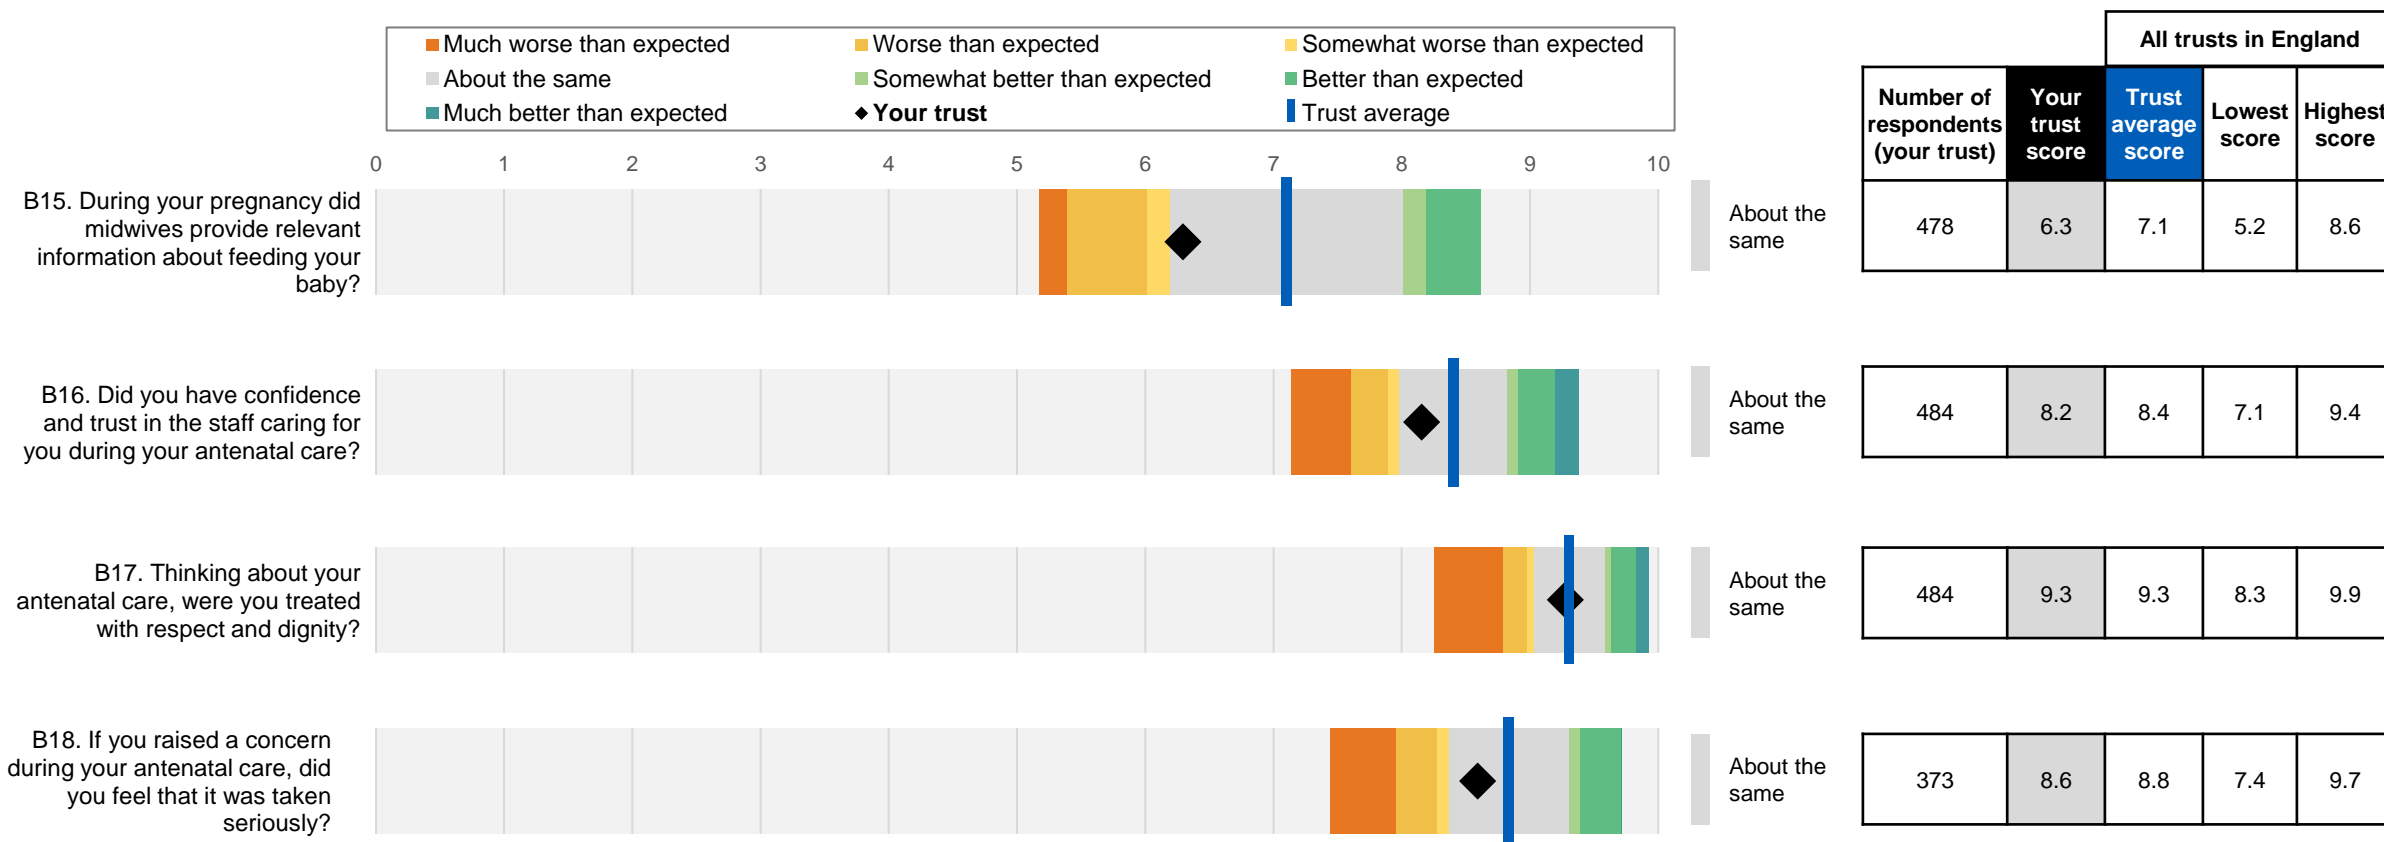 Much worse than expected
Worse than expected
Somewhat worse than expected
About the same
Somewhat better than expected
Better than expected
Much better than expected
Your trust
Trust average
All trusts in England
Number of
respondents
(your trust)
Your
trust
score
Trust
average
score
Lowest
score
Highest
score
0 1 2 3 4 5 6 7 8 9 10
B15. During your pregnancy did
midwives provide relevant
information about feeding your
baby?
About the
same
478 6.3 7.1 5.2 8.6
B16. Did you have confidence
and trust in the staff caring for
you during your antenatal care?
About the
same
484 8.2 8.4 7.1 9.4
B17. Thinking about your
antenatal care, were you treated
with respect and dignity?
About the
same
484 9.3 9.3 8.3 9.9
B18. If you raised a concern
during your antenatal care, did
you feel that it was taken
seriously?
About the
same
373 8.6 8.8 7.4 9.7